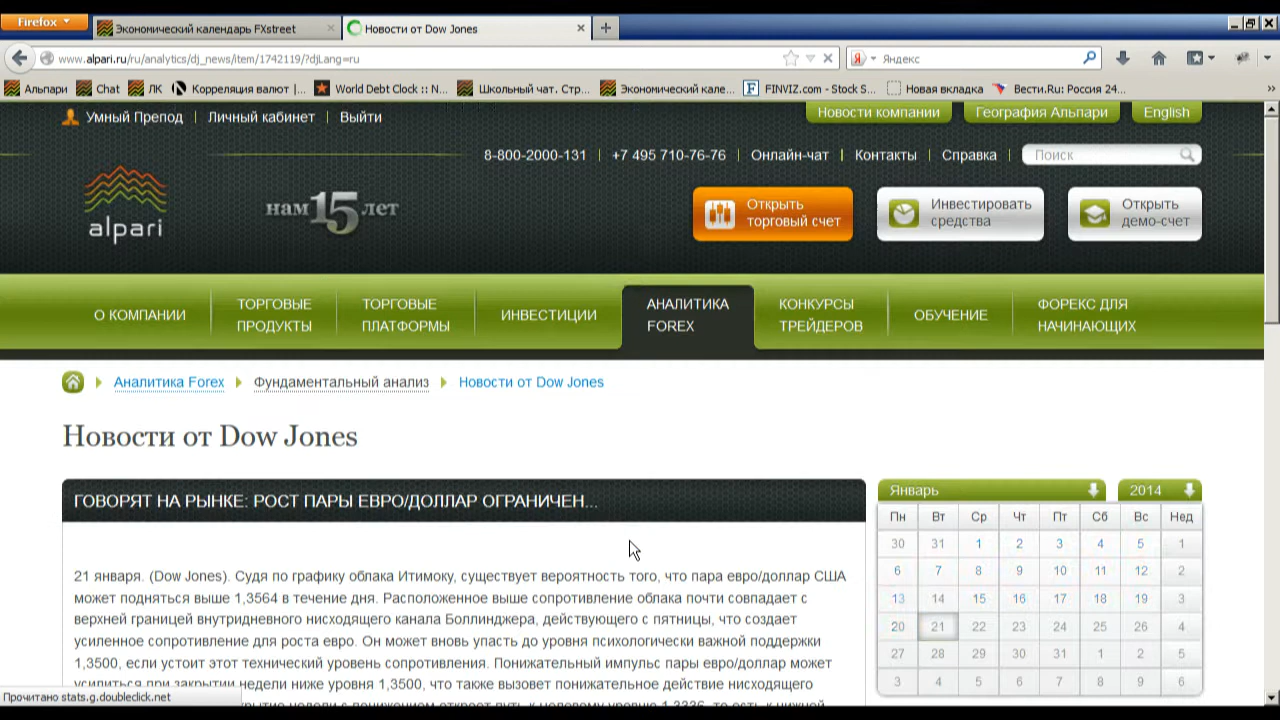 Firefox
Экономический календарь FXstreet
Новости от Dow Jones
www.alpari.ru/ru/analytics/dj_news/item/1742119/?djLang=ru
Яндекс
Альпари
Chat
ЛК
Корреляция валют |...
World Debt Clock :: N...
Школьный чат. Стр...
Экономический кале...
FINVIZ.com - Stock S...
Новая вкладка
Вести.Ru: Россия 24...
Умный Препод | Личный кабинет | Выйти
Новости компании
География Альпари
English
8-800-2000-131 | +7 495 710-76-76 | Онлайн-чат | Контакты | Справка
Поиск
alpari
нам 15 лет
Открыть
торговый счет
Инвестировать
средства
Открыть
демо-счет
О КОМПАНИИ
ТОРГОВЫЕ
ПРОДУКТЫ
ТОРГОВЫЕ
ПЛАТФОРМЫ
ИНВЕСТИЦИИ
АНАЛИТИКА
FOREX
КОНКУРСЫ
ТРЕЙДЕРОВ
ОБУЧЕНИЕ
ФОРЕКС ДЛЯ
НАЧИНАЮЩИХ
Аналитика Forex
Фундаментальный анализ
Новости от Dow Jones
Новости от Dow Jones
ГОВОРЯТ НА РЫНКЕ: РОСТ ПАРЫ ЕВРО/ДОЛЛАР ОГРАНИЧЕН...
21 января. (Dow Jones). Судя по графику облака Итимоку, существует вероятность того, что пара евро/доллар США
может подняться выше 1,3564 в течение дня. Расположенное выше сопротивление облака почти совпадает с
верхней границей внутридневного нисходящего канала Боллинджера, действующего с пятницы, что создает
усиленное сопротивление для роста евро. Он может вновь упасть до уровня психологически важной поддержки
1,3500, если устоит этот технический уровень сопротивления. Понижательный импульс пары евро/доллар может
усилиться при закрытии недели ниже уровня 1,3500, что также вызовет понижательное действие нисходящего
Январь
2014
Пн Вт Ср Чт Пт Сб Вс Нед
30 31 1 2 3 4 5 1
6 7 8 9 10 11 12 2
13 14 15 16 17 18 19 3
20 21 22 23 24 25 26 4
27 28 29 30 31 1 2 5
3 4 5 6 7 8 9 6
Прочитано stats.g.doubleclick.net